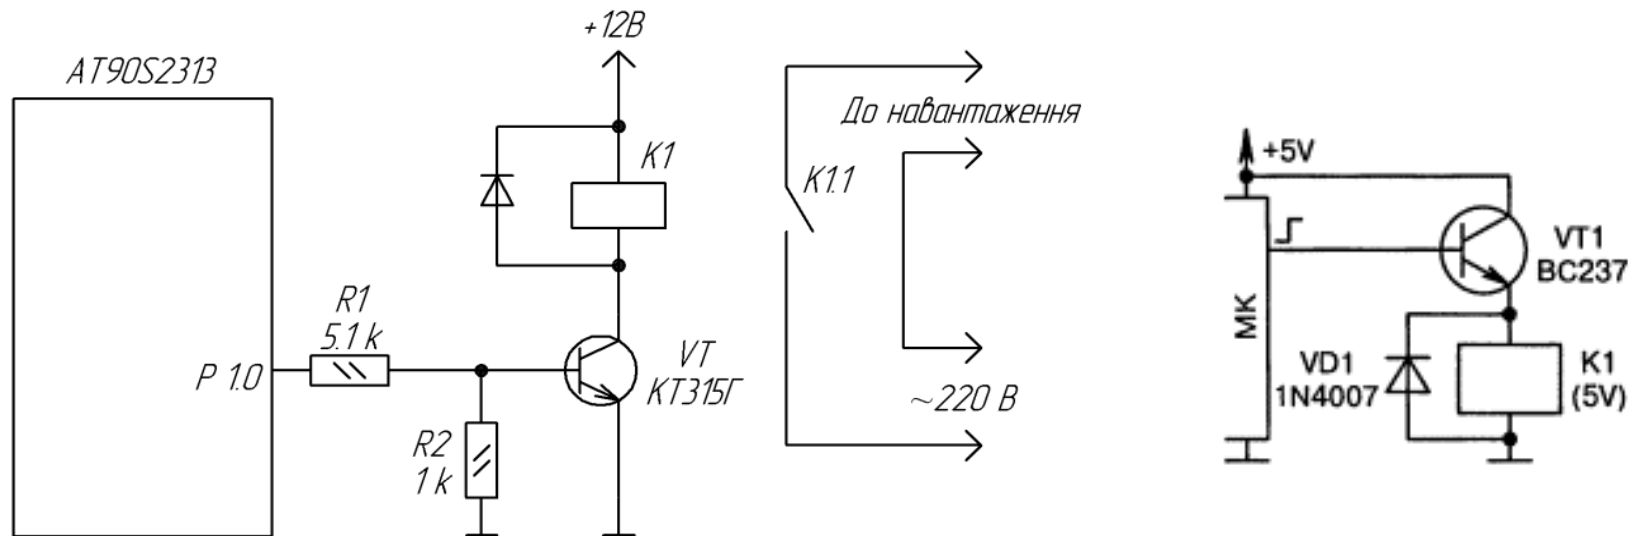 AT90S2313
P 1.0
R1
5.1 k
R2
1 k
+12В
K1
VT
КТ315Г
K1.1
До навантаження
~220 В
+5V
МК
VT1
BC237
VD1
1N4007
K1
(5V)